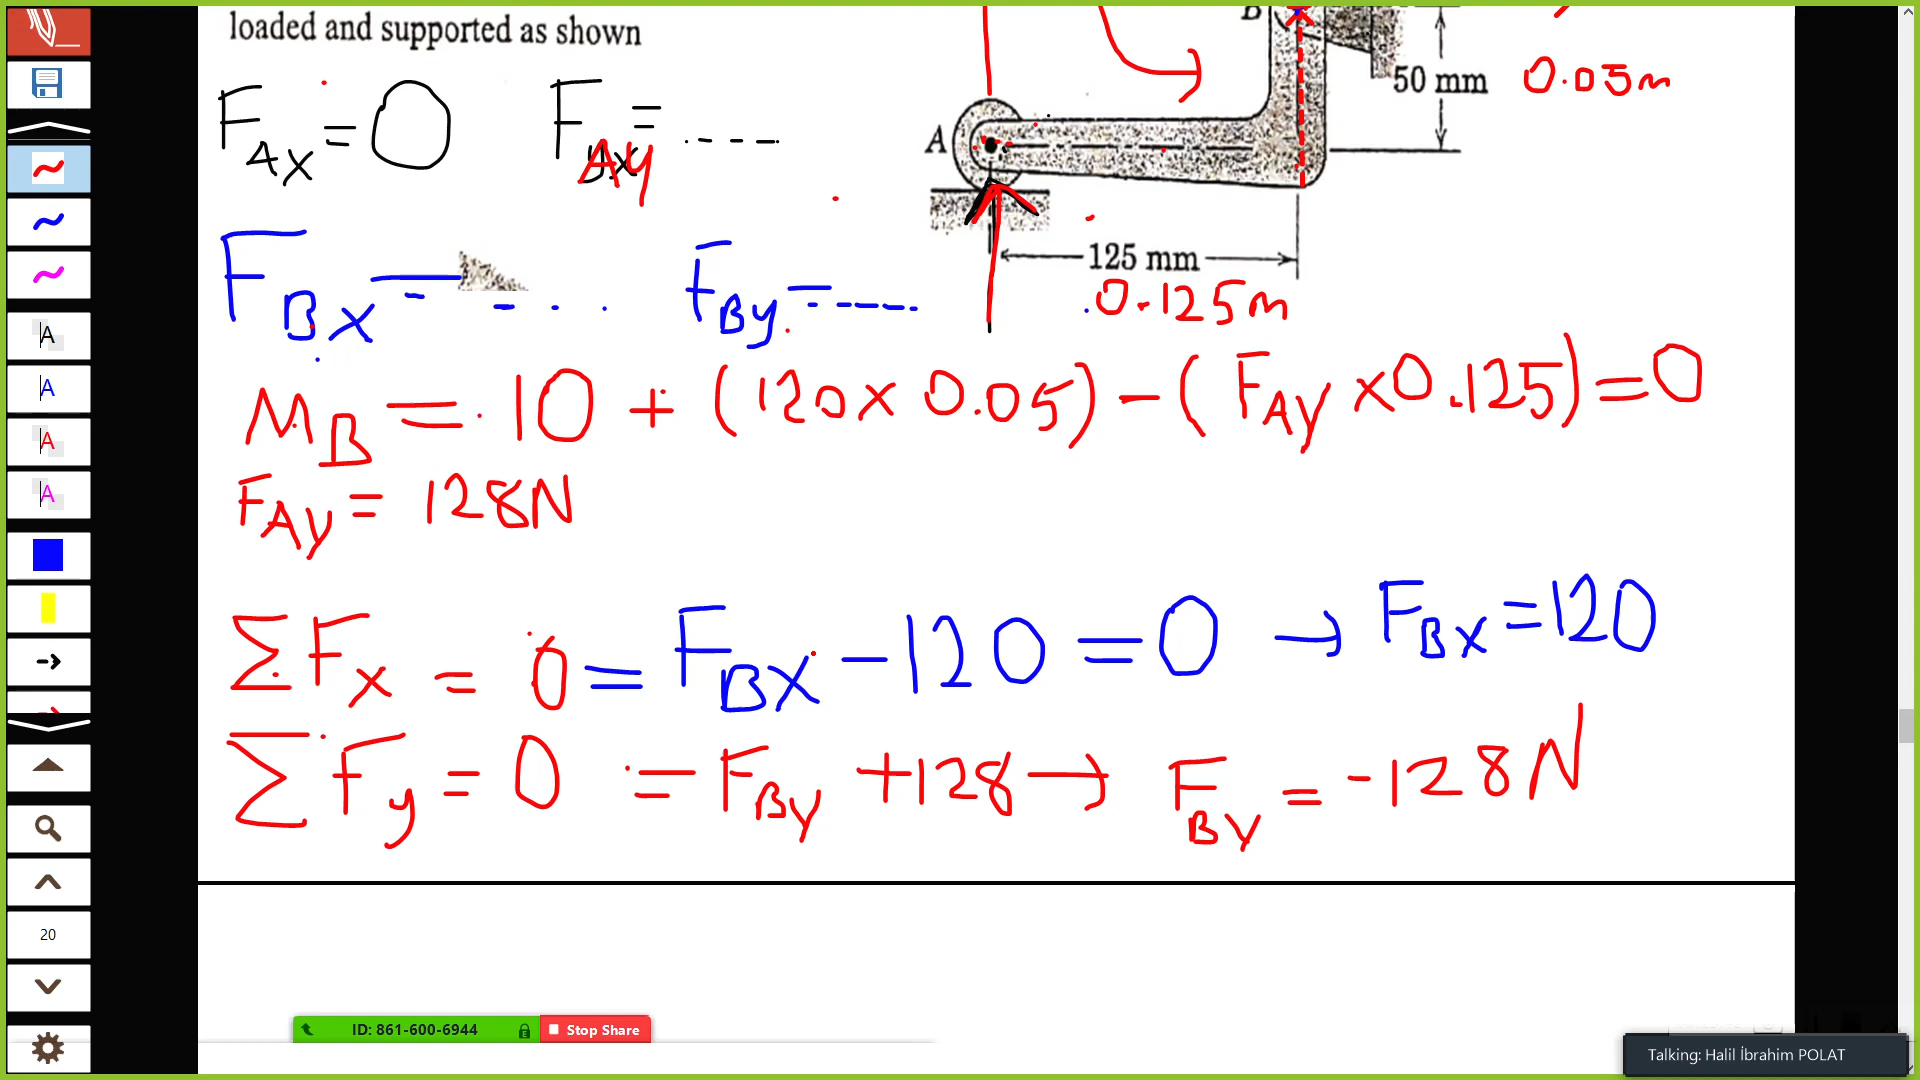 loaded and supported as shown
B
50 mm 0.05m
F_AX = 0 F_AY = ----
A
125 mm
0.125m
F_BX = ---- F_By = ----
M_B = 10 + (120 x 0.05) - (F_AY x 0.125) = 0
F_AY = 128N
ΣF_X = 0 = F_BX - 120 = 0 → F_BX = 120
ΣF_y = 0 = F_BY + 128 → F_BY = -128N
A
A
A
A
20
ID: 861-600-6944 Stop Share
Talking: Halil İbrahim POLAT